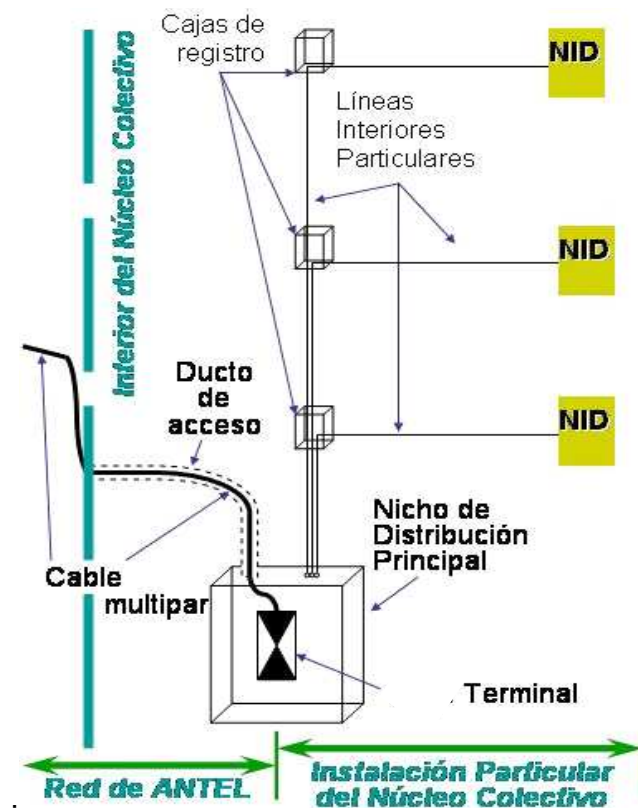 Cajas de
registro
NID
Líneas
Interiores
Particulares
Interior del Núcleo Colectivo
NID
Ducto
de
acceso
NID
Nicho de
Distribución
Principal
Cable
multipar
Terminal
Red de ANTEL
Instalación Particular
del Núcleo Colectivo